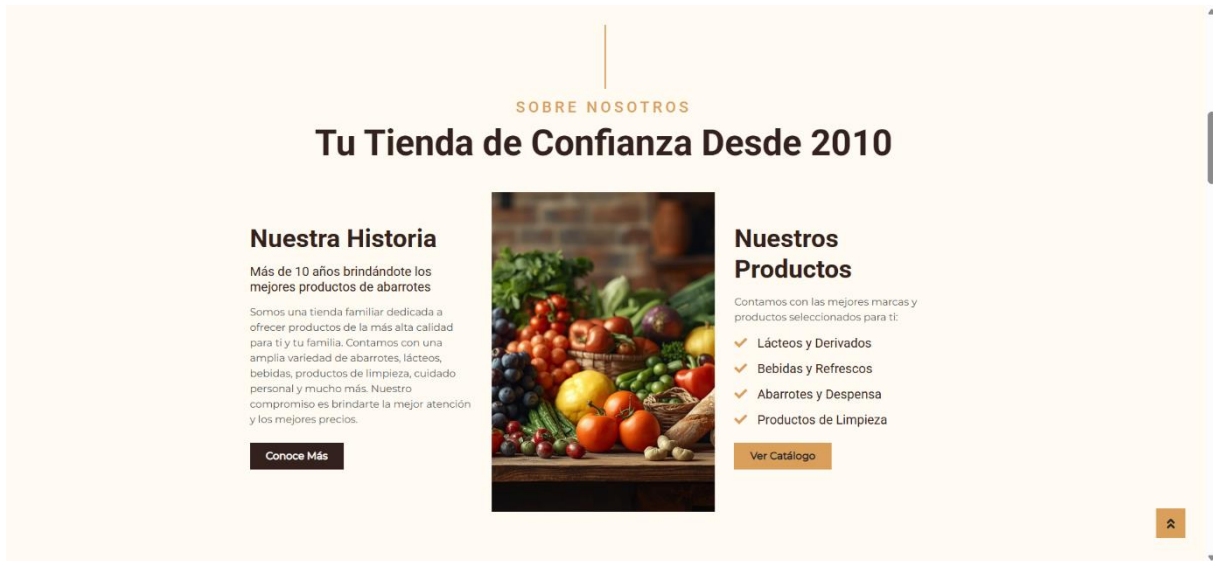 SOBRE NOSOTROS
Tu Tienda de Confianza Desde 2010
Nuestra Historia
Más de 10 años brindándote los
mejores productos de abarrotes
Somos una tienda familiar dedicada a
ofrecer productos de la más alta calidad
para ti y tu familia. Contamos con una
amplia variedad de abarrotes, lácteos,
bebidas, productos de limpieza, cuidado
personal y mucho más. Nuestro
compromiso es brindarte la mejor atención
y los mejores precios.
Conoce Más
Nuestros
Productos
Contamos con las mejores marcas y
productos seleccionados para ti:
Lácteos y Derivados
Bebidas y Refrescos
Abarrotes y Despensa
Productos de Limpieza
Ver Catálogo